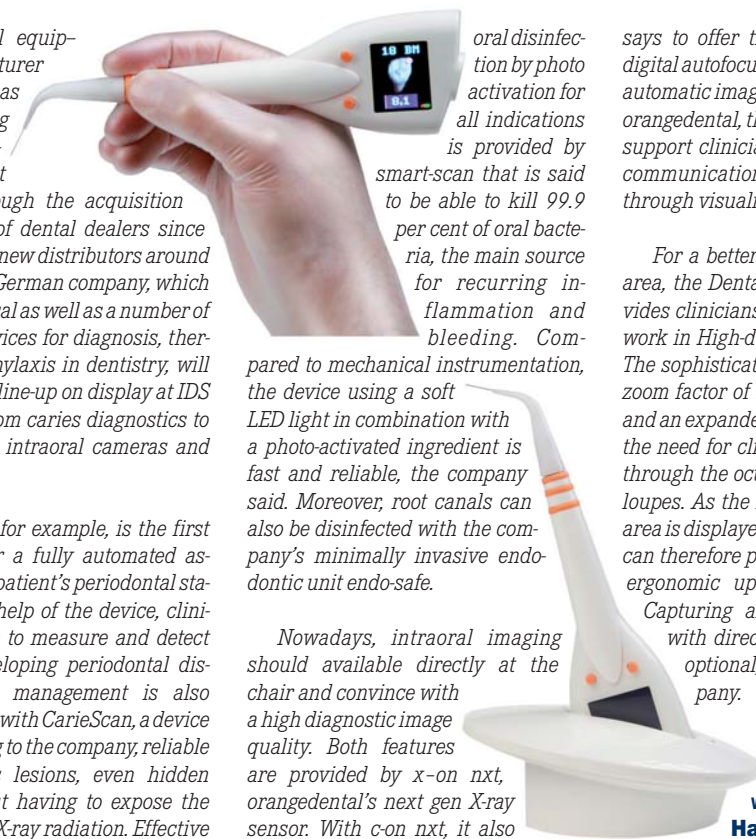 l equip-
turer
as
g
t
ugh the acquisition
of dental dealers since
new distributors around
German company, which
al as well as a number of
vices for diagnosis, ther-
ylaxis in dentistry, will
line-up on display at IDS
om caries diagnostics to
intraoral cameras and
for example, is the first
r a fully automated as-
patient's periodontal sta-
help of the device, clini-
to measure and detect
eloping periodontal dis-
management is also
with CarieScan, a device
g to the company, reliable
lesions, even hidden
t having to expose the
X-ray radiation. Effective
18 BM
8.1
oral disinfec-
tion by photo
activation for
all indications
is provided by
smart-scan that is said
to be able to kill 99.9
per cent of oral bacte-
ria, the main source
for recurring in-
flammation and
bleeding. Com-
pared to mechanical instrumentation,
the device using a soft
LED light in combination with
a photo-activated ingredient is
fast and reliable, the company
said. Moreover, root canals can
also be disinfected with the com-
pany's minimally invasive endo-
dontic unit endo-safe.
Nowadays, intraoral imaging
should available directly at the
chair and convince with
a high diagnostic image
quality. Both features
are provided by x-on nxt,
orangedental's next gen X-ray
sensor. With c-on nxt, it also
says to offer t
digital autofocu
automatic imag
orangedental, th
support clinicia
communication
through visuali
For a better
area, the Denta
vides clinicians
work in High-d
The sophisticat
zoom factor of
and an expande
the need for cli
through the ocu
loupes. As the
area is displaye
can therefore p
ergonomic up
Capturing a
with direc
optional
pany.
w
Ha